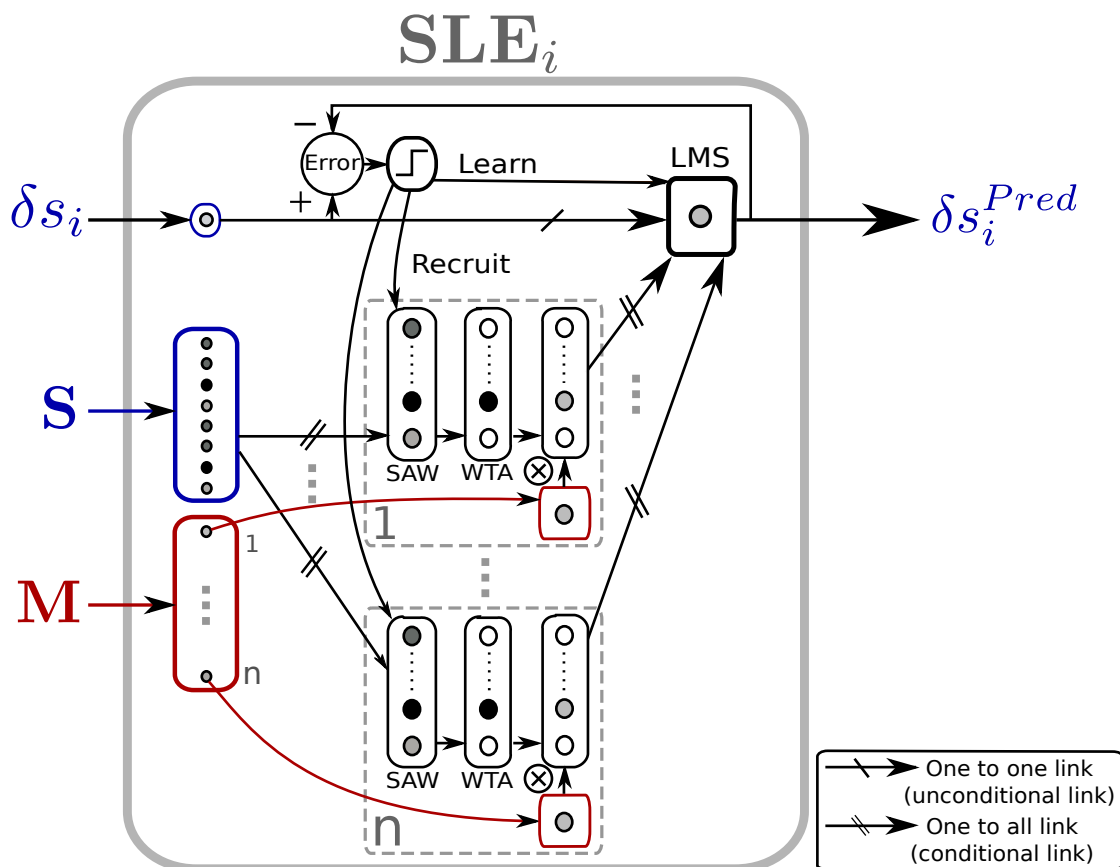 SLE_i
−
Error
+
Learn
LMS
δs_i
δs_i^{Pred}
Recruit
S
SAW
WTA
1
1
M
n
SAW
WTA
n
One to one link
(unconditional link)
One to all link
(conditional link)